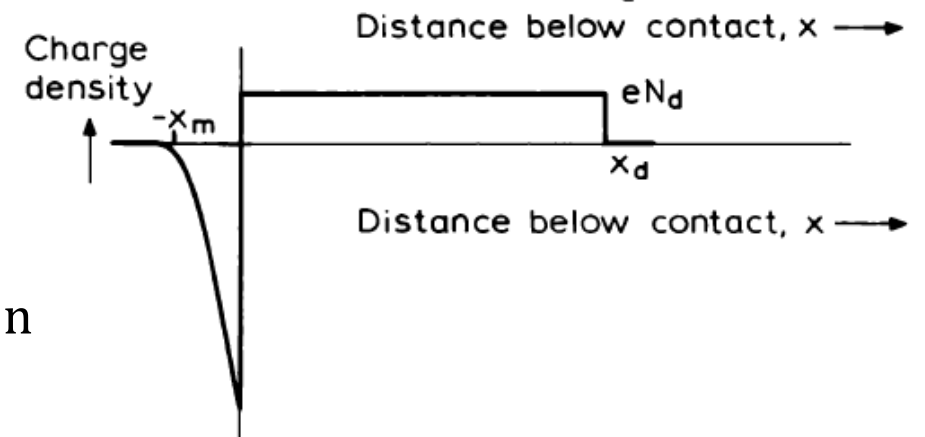 Distance below contact, x
Charge
density
-xm
eNd
xd
Distance below contact, x
n